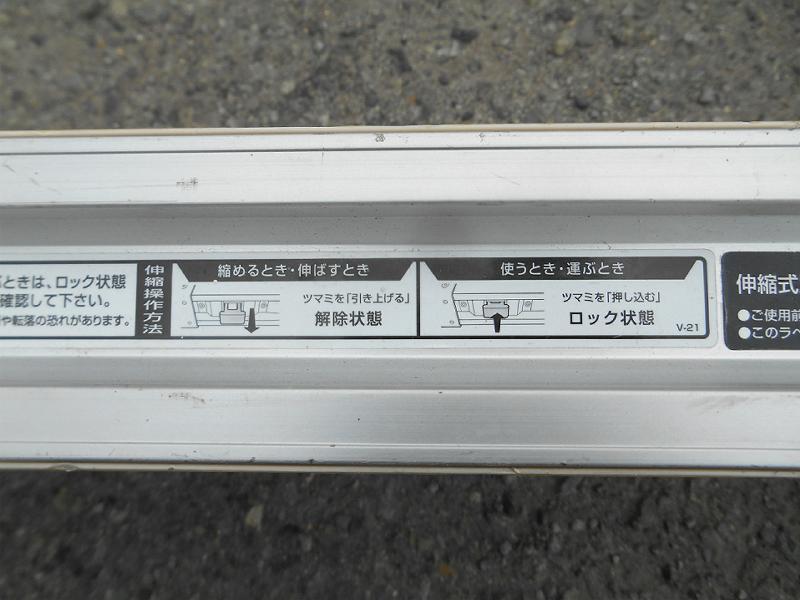 ときは、ロック状態
確認して下さい。
や転落の恐れがあります。
伸縮操作方法
縮めるとき・伸ばすとき
ツマミを「引き上げる」
解除状態
使うとき・運ぶとき
ツマミを「押し込む」
ロック状態
V-21
伸縮式
●ご使用前
●このラベ